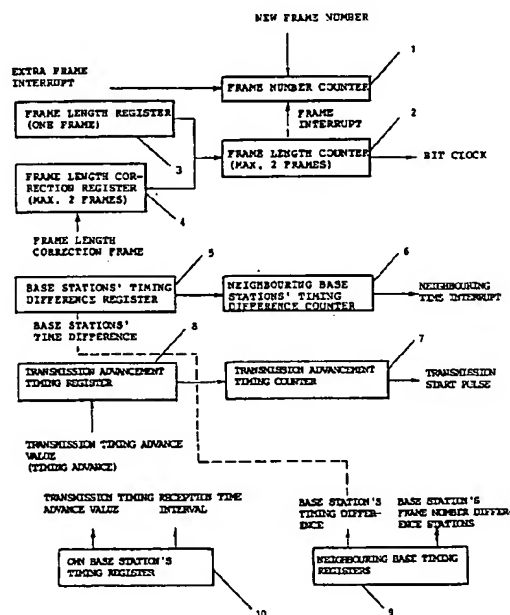 NEW FRAME NUMBER
1
EXTRA FRAME
INTERRUPT
FRAME NUMBER COUNTER
FRAME LENGTH REGISTER
(ONE FRAME)
FRAME
INTERRUPT
2
3
FRAME LENGTH COUNTER
(MAX. 2 FRAMES)
BIT CLOCK
FRAME LENGTH COR-
RECTION REGISTER
(MAX. 2 FRAMES)
4
FRAME LENGTH
CORRECTION FRAME
5
6
BASE STATIONS' TIMING
DIFFERENCE REGISTER
NEIGHBOURING BASE
STATIONS' TIMING
DIFFERENCE COUNTER
NEIGHBOURING
TIME INTERRUPT
BASE STATIONS'
TIME DIFFERENCE
8
7
TRANSMISSION ADVANCEMENT
TIMING REGISTER
TRANSMISSION ADVANCEMENT
TIMING COUNTER
TRANSMISSION
START PULSE
TRANSMISSION TIMING ADVANCE
VALUE
(TIMING ADVANCE)
TRANSMISSION TIMING
ADVANCE VALUE
RECEPTION TIME
INTERVAL
BASE STATION'S
TIMING DIFFER-
ENCE
BASE STATION'S
FRAME NUMBER DIFFER-
ENCE STATIONS
OWN BASE STATION'S
TIMING REGISTER
NEIGHBOURING BASE TIMING
REGISTERS
10
9